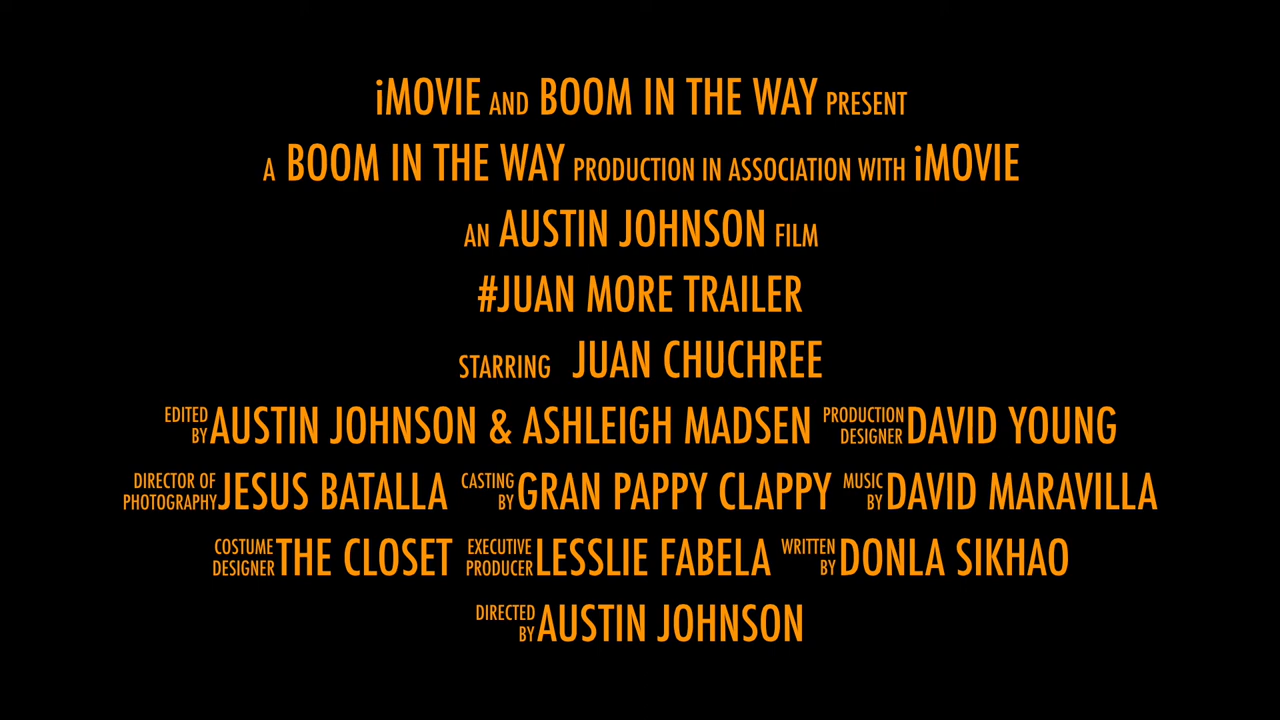 iMOVIE AND BOOM IN THE WAY PRESENT
A BOOM IN THE WAY PRODUCTION IN ASSOCIATION WITH iMOVIE
AN AUSTIN JOHNSON FILM
#JUAN MORE TRAILER
STARRING JUAN CHUCHREE
EDITED BY AUSTIN JOHNSON & ASHLEIGH MADSEN PRODUCTION DESIGNER DAVID YOUNG
DIRECTOR OF PHOTOGRAPHY JESUS BATALLA CASTING BY GRAN PAPPY CLAPPY MUSIC BY DAVID MARAVILLA
COSTUME DESIGNER THE CLOSET EXECUTIVE PRODUCER LESSLIE FABELA WRITTEN BY DONLA SIKHAO
DIRECTED BY AUSTIN JOHNSON